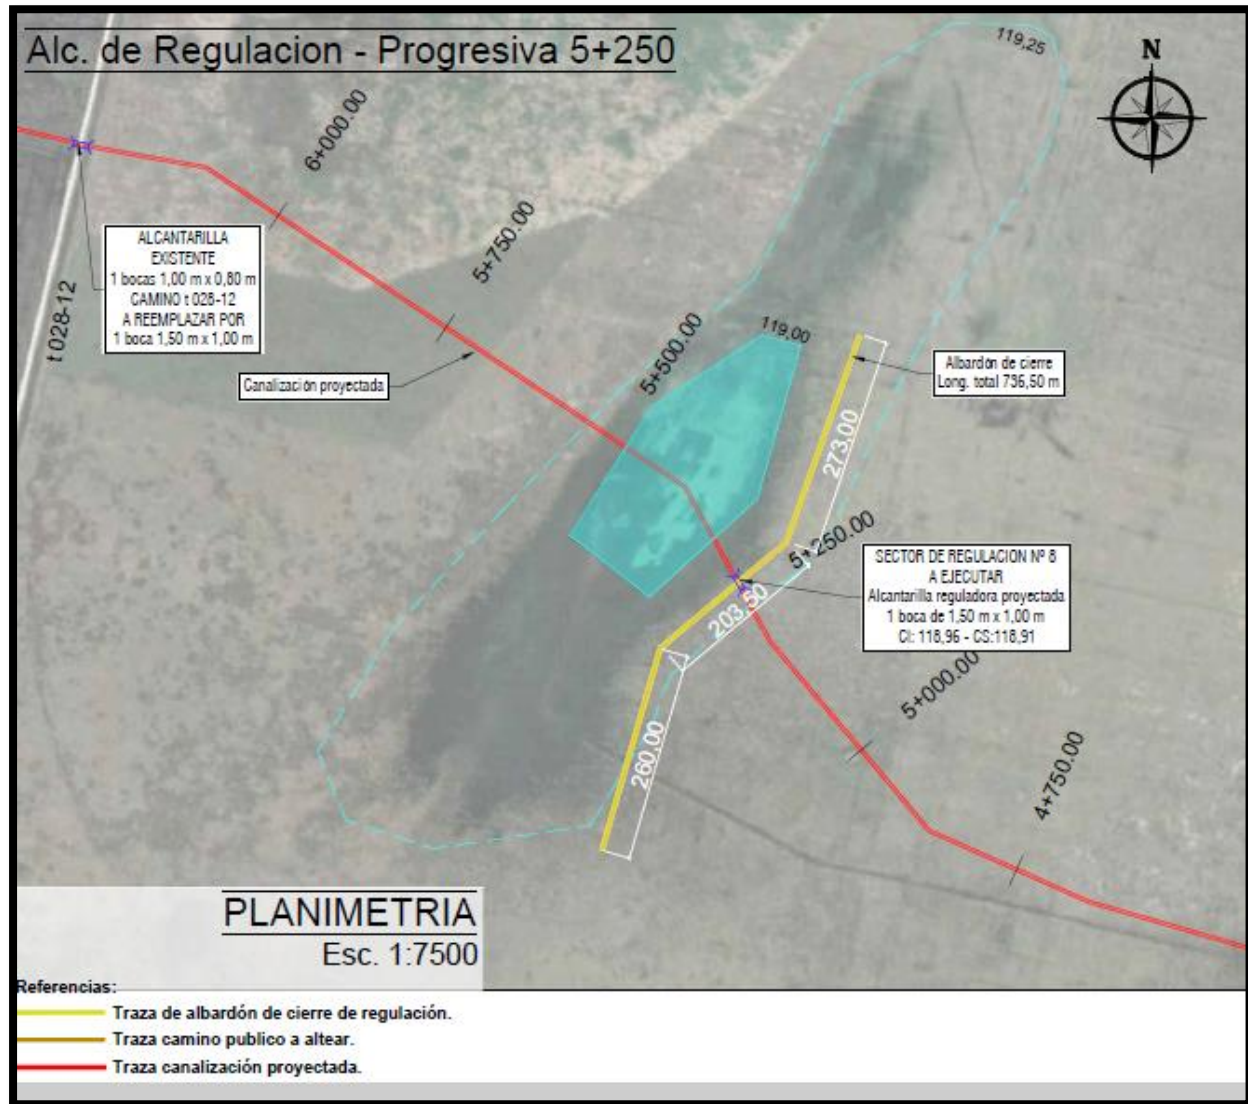 Alc. de Regulacion - Progresiva 5+250
119,25
N
6+000.00
ALCANTARILLA
EXISTENTE
1 bocas 1,00 m x 0,80 m
CAMINO t 028-12
A REEMPLAZAR POR
1 boca 1,50 m x 1,00 m
t 028-12
5+750.00
Canalización proyectada
5+500.00
119,00
Albardón de cierre
Long. total 736,50 m
273,00
5+250.00
SECTOR DE REGULACION Nº 8
A EJECUTAR
Alcantarilla reguladora proyectada
1 boca de 1,50 m x 1,00 m
CI: 118,96 - CS:118,91
203,50
5+000.00
260,00
4+750.00
PLANIMETRIA
Esc. 1:7500
Referencias:
Traza de albardón de cierre de regulación.
Traza camino publico a altear.
Traza canalización proyectada.